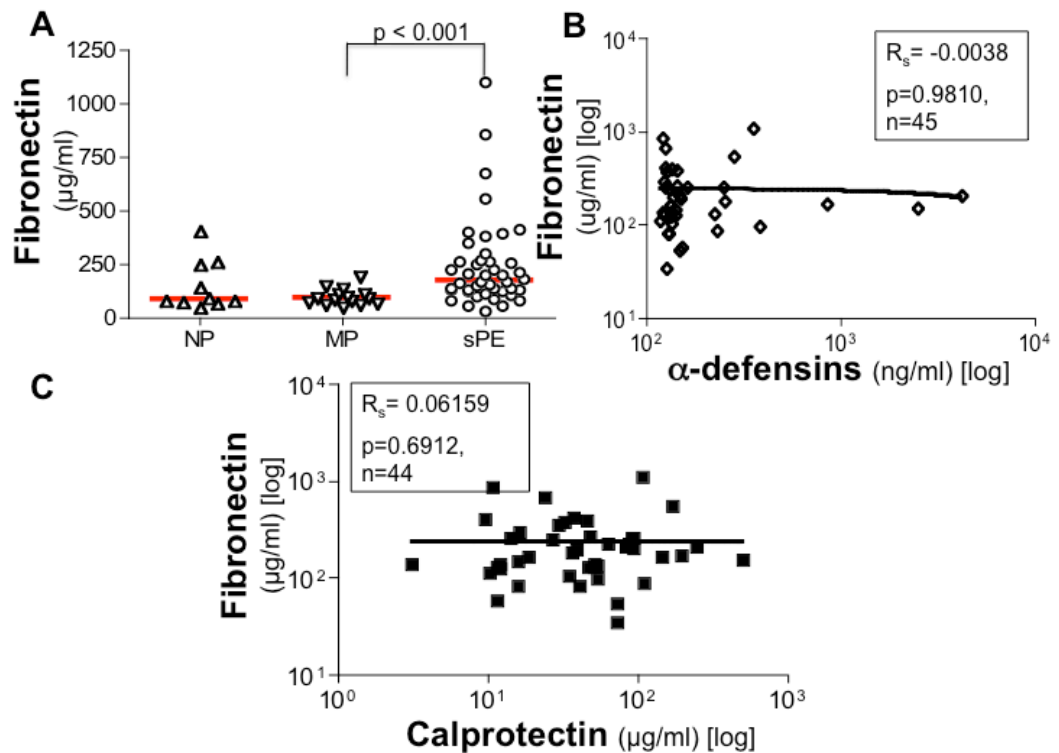 A
p < 0.001
Fibronectin
(µg/ml)
1250
1000
750
500
250
0
NP
MP
sPE
B
Fibronectin
(ug/ml) [log]
10⁴
10³
10²
10¹
Rₛ= -0.0038
p=0.9810,
n=45
10²
10³
10⁴
α-defensins (ng/ml) [log]
C
Fibronectin
(µg/ml) [log]
10⁴
10³
10²
10¹
Rₛ= 0.06159
p=0.6912,
n=44
10⁰
10¹
10²
10³
Calprotectin (µg/ml) [log]